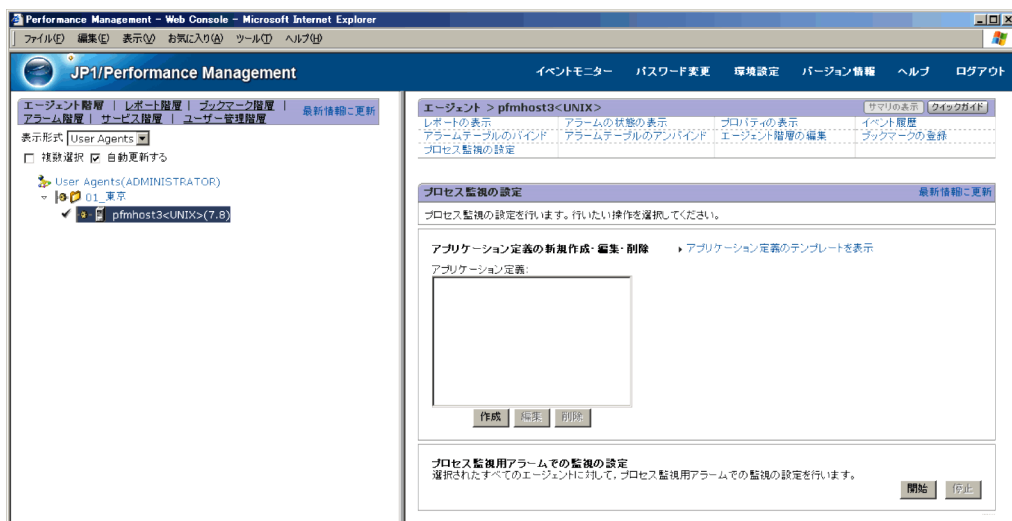 Performance Management - Web Console - Microsoft Internet Explorer
ファイル(F) 編集(E) 表示(V) お気に入り(A) ツール(T) ヘルプ(H)
JP1/Performance Management
イベントモニター パスワード変更 環境設定 バージョン情報 ヘルプ ログアウト
エージェント階層 | レポート階層 | ブックマーク階層 |
アラーム階層 | サービス階層 | ユーザー管理階層
最新情報に更新
表示形式 User Agents
複数選択 自動更新する
User Agents(ADMINISTRATOR)
01_東京
pfmhost3<UNIX>(7.8)
エージェント > pfmhost3<UNIX>
サマリの表示 クイックガイド
レポートの表示 アラームの状態の表示 プロパティの表示 イベント履歴
アラームテーブルのバインド アラームテーブルのアンバインド エージェント階層の編集 ブックマークの登録
プロセス監視の設定
プロセス監視の設定 最新情報に更新
プロセス監視の設定を行います。行いたい操作を選択してください。
アプリケーション定義の新規作成・編集・削除 アプリケーション定義のテンプレートを表示
アプリケーション定義:
作成 編集 削除
プロセス監視用アラームでの監視の設定
選択されたすべてのエージェントに対して,プロセス監視用アラームでの監視の設定を行います。
開始 停止